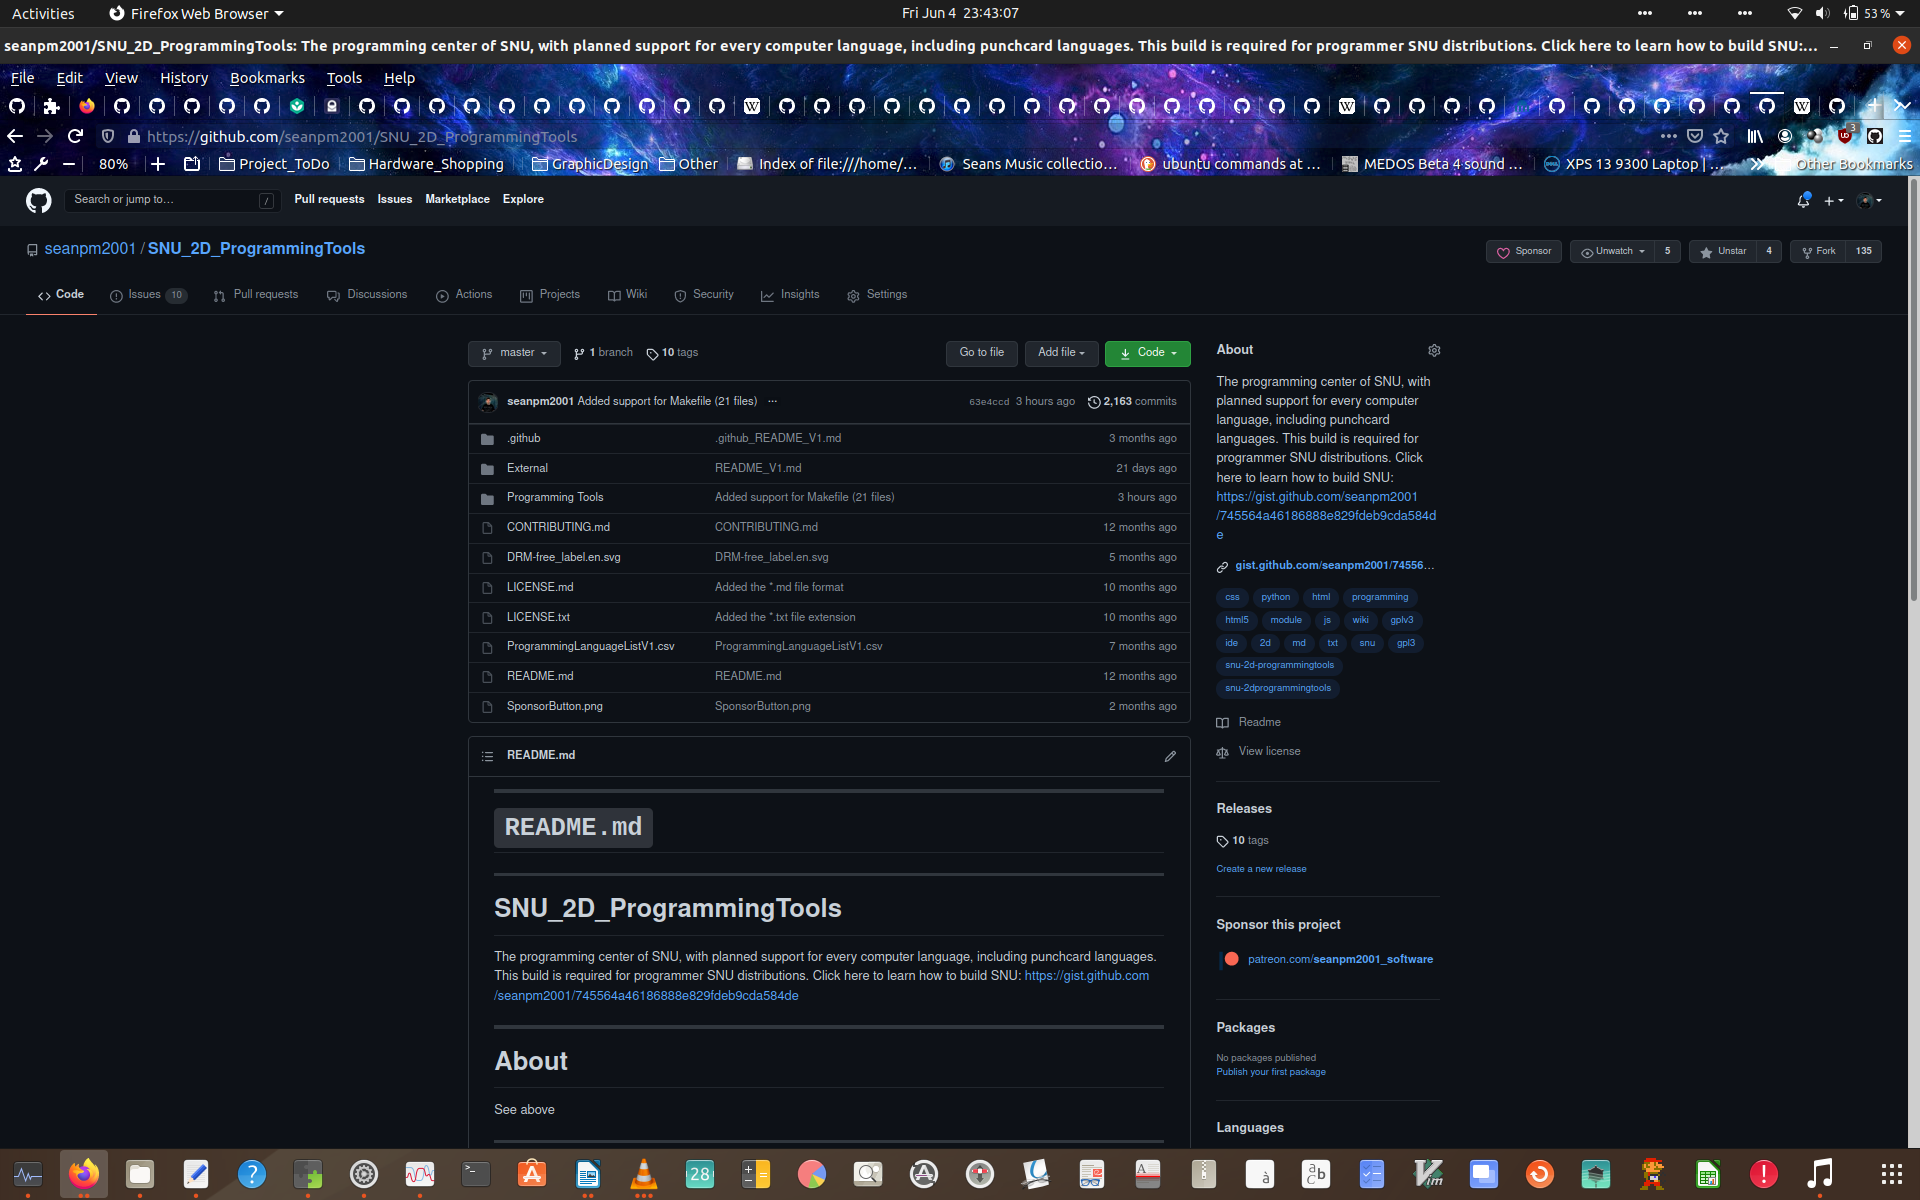 Activities Firefox Web Browser Fri Jun 4 23:43:07 53 %
seanpm2001/SNU_2D_ProgrammingTools: The programming center of SNU, with planned support for every computer language, including punchcard languages. This build is required for programmer SNU distributions. Click here to learn how to build SNU:...
File Edit View History Bookmarks Tools Help
https://github.com/seanpm2001/SNU_2D_ProgrammingTools 3
80% Project_ToDo Hardware_Shopping GraphicDesign Other Index of file:///home/... Seans Music collectio... ubuntu commands at ... MEDOS Beta 4 sound ... XPS 13 9300 Laptop | ... Other Bookmarks
Search or jump to... / Pull requests Issues Marketplace Explore
seanpm2001 / SNU_2D_ProgrammingTools Sponsor Unwatch 5 Unstar 4 Fork 135
Code Issues 10 Pull requests Discussions Actions Projects Wiki Security Insights Settings
master 1 branch 10 tags Go to file Add file Code
seanpm2001 Added support for Makefile (21 files) ... 63e4ccd 3 hours ago 2,163 commits
.github .github_README_V1.md 3 months ago
External README_V1.md 21 days ago
Programming Tools Added support for Makefile (21 files) 3 hours ago
CONTRIBUTING.md CONTRIBUTING.md 12 months ago
DRM-free_label.en.svg DRM-free_label.en.svg 5 months ago
LICENSE.md Added the *.md file format 10 months ago
LICENSE.txt Added the *.txt file extension 10 months ago
ProgrammingLanguageListV1.csv ProgrammingLanguageListV1.csv 7 months ago
README.md README.md 12 months ago
SponsorButton.png SponsorButton.png 2 months ago
README.md
README.md
SNU_2D_ProgrammingTools
The programming center of SNU, with planned support for every computer language, including punchcard languages.
This build is required for programmer SNU distributions. Click here to learn how to build SNU: https://gist.github.com
/seanpm2001/745564a46186888e829fdeb9cda584de
About
See above
About
The programming center of SNU, with
planned support for every computer
language, including punchcard
languages. This build is required for
programmer SNU distributions. Click
here to learn how to build SNU:
https://gist.github.com/seanpm2001
/745564a46186888e829fdeb9cda584d
e
gist.github.com/seanpm2001/74556...
css python html programming
html5 module js wiki gplv3
ide 2d md txt snu gpl3
snu-2d-programmingtools
snu-2dprogrammingtools
Readme
View license
Releases
10 tags
Create a new release
Sponsor this project
patreon.com/seanpm2001_software
Packages
No packages published
Publish your first package
Languages
28